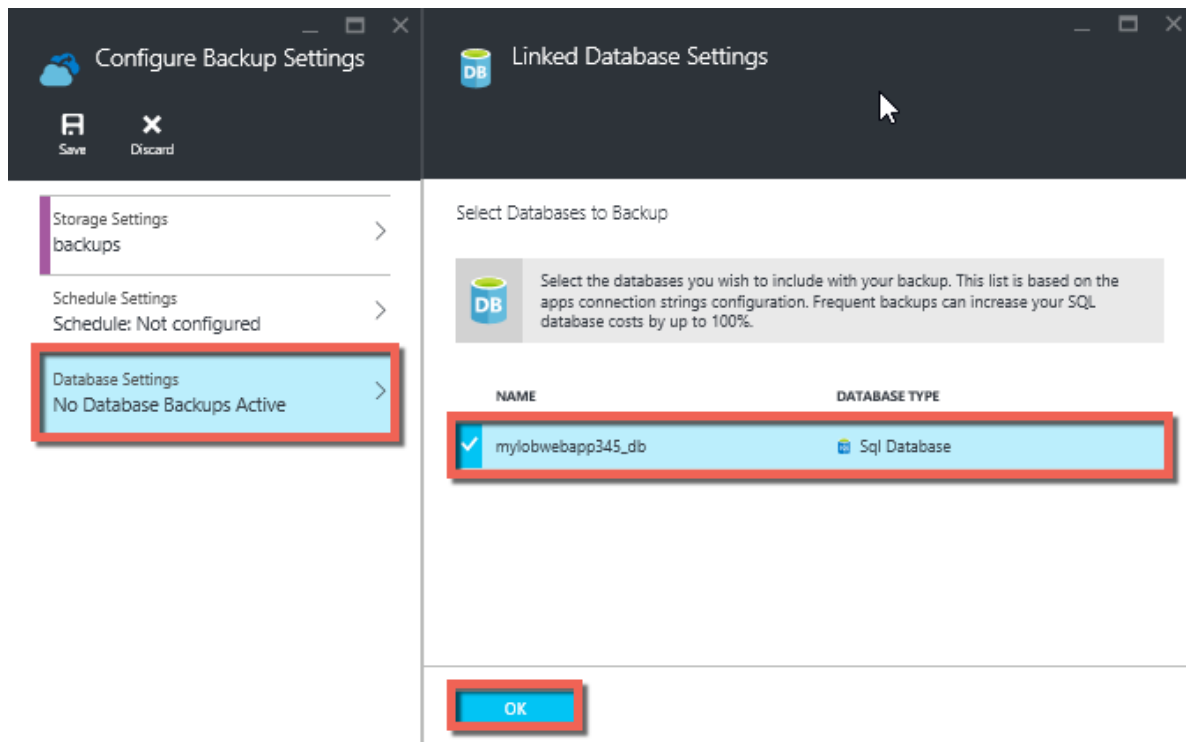 Configure Backup Settings
Save
Discard
Storage Settings
backups
Schedule Settings
Schedule: Not configured
Database Settings
No Database Backups Active
DB
Linked Database Settings
Select Databases to Backup
DB
Select the databases you wish to include with your backup. This list is based on the
apps connection strings configuration. Frequent backups can increase your SQL
database costs by up to 100%.
NAME
DATABASE TYPE
mylobwebapp345_db
Sql Database
OK